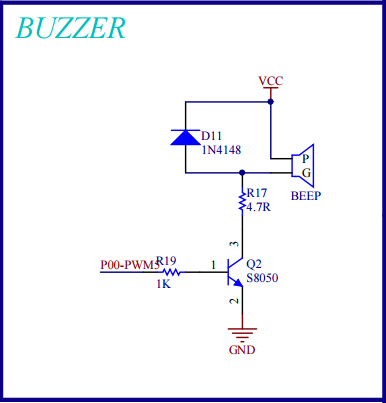 BUZZER
VCC
D11
1N4148
P
G
BEEP
R17
4.7R
3
P00-PWM5
R19
1K
1
Q2
S8050
2
GND